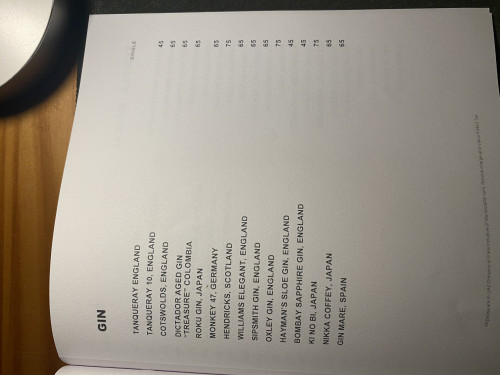 GIN
SINGLE
TANQUERAY ENGLAND 45
TANQUERAY 10, ENGLAND 65
COTSWOLDS, ENGLAND 65
DICTADOR AGED GIN 65
"TREASURE" COLOMBIA
ROKU GIN, JAPAN 65
MONKEY 47, GERMANY 75
HENDRICKS, SCOTLAND 65
WILLIAMS ELEGANT, ENGLAND 65
SIPSMITH GIN, ENGLAND 65
OXLEY GIN, ENGLAND 75
HAYMAN'S SLOE GIN, ENGLAND 45
BOMBAY SAPPHIRE GIN, ENGLAND 45
KI NO BI, JAPAN 75
NIKKA COFFEY, JAPAN 65
GIN MARE, SPAIN 65